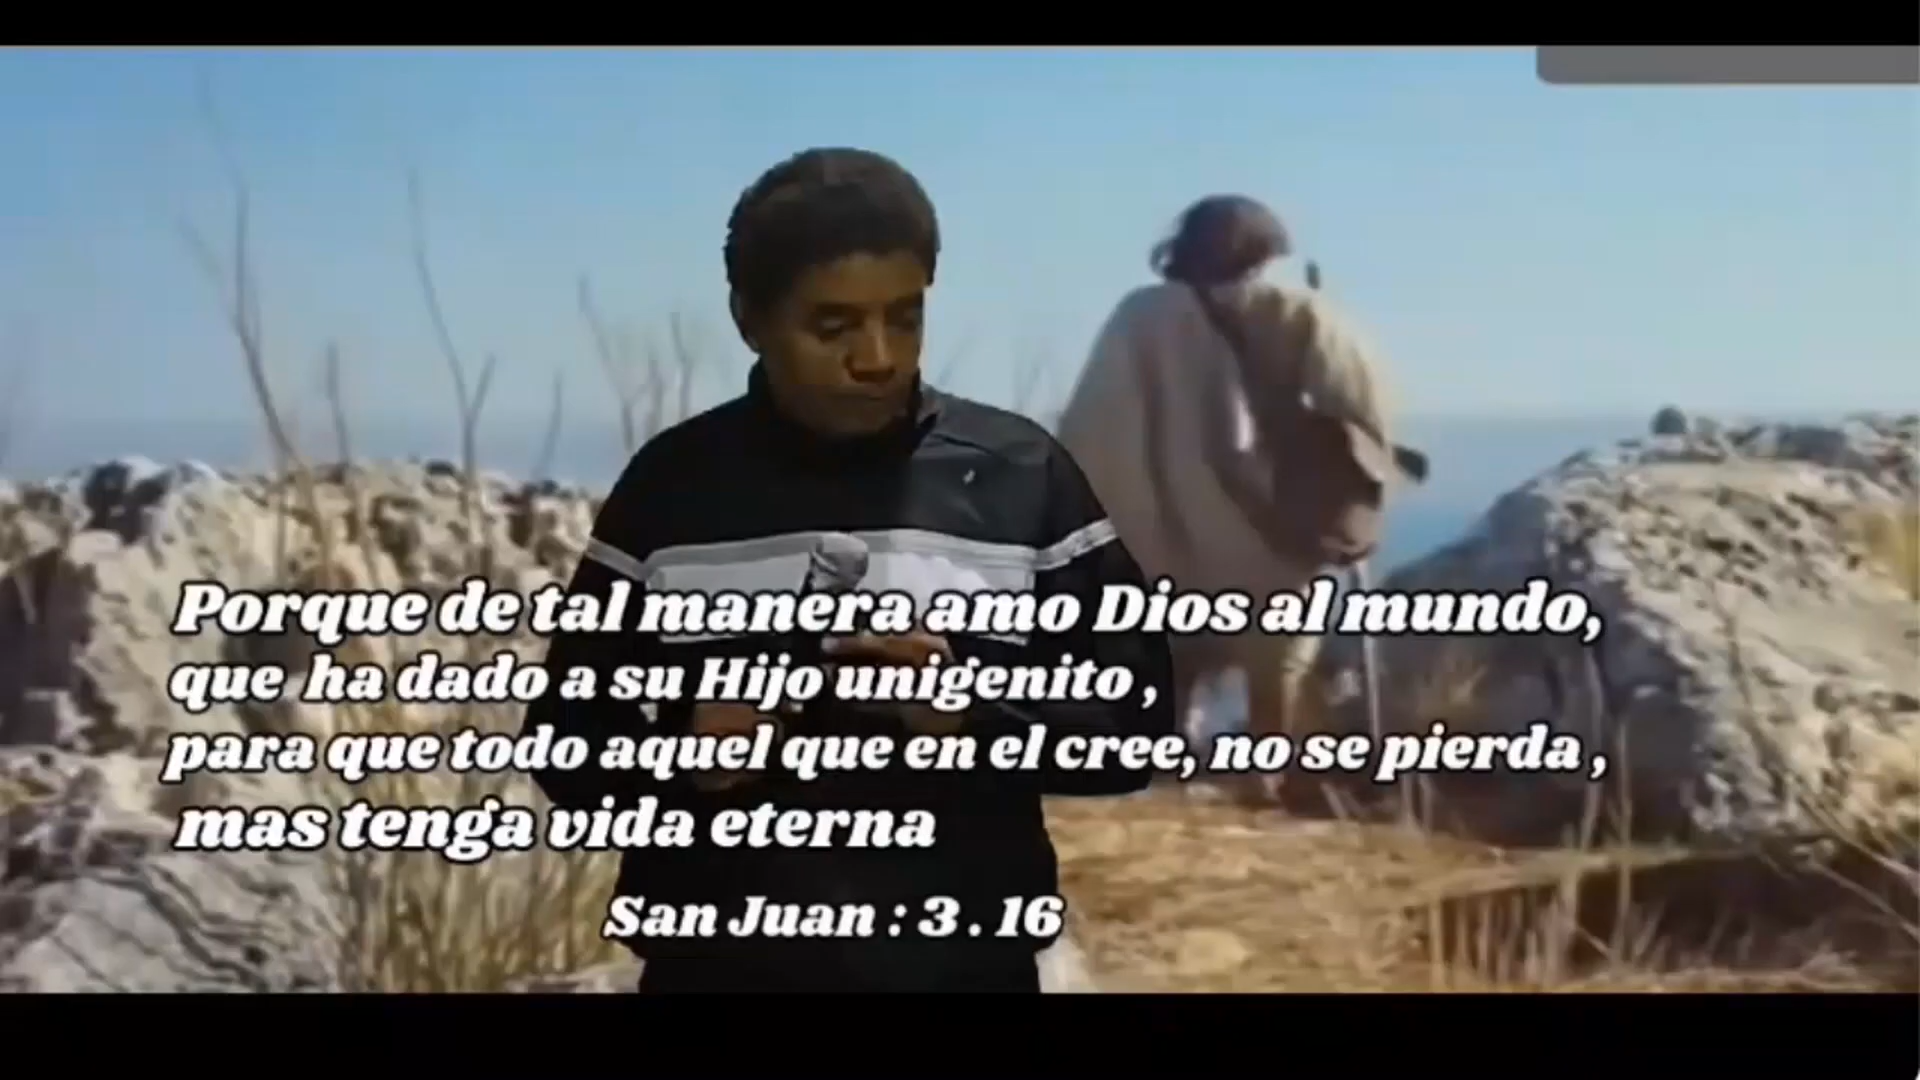 Porque de tal manera amo Dios al mundo,
que ha dado a su Hijo unigenito ,
para que todo aquel que en el cree, no se pierda ,
mas tenga vida eterna
San Juan : 3 . 16